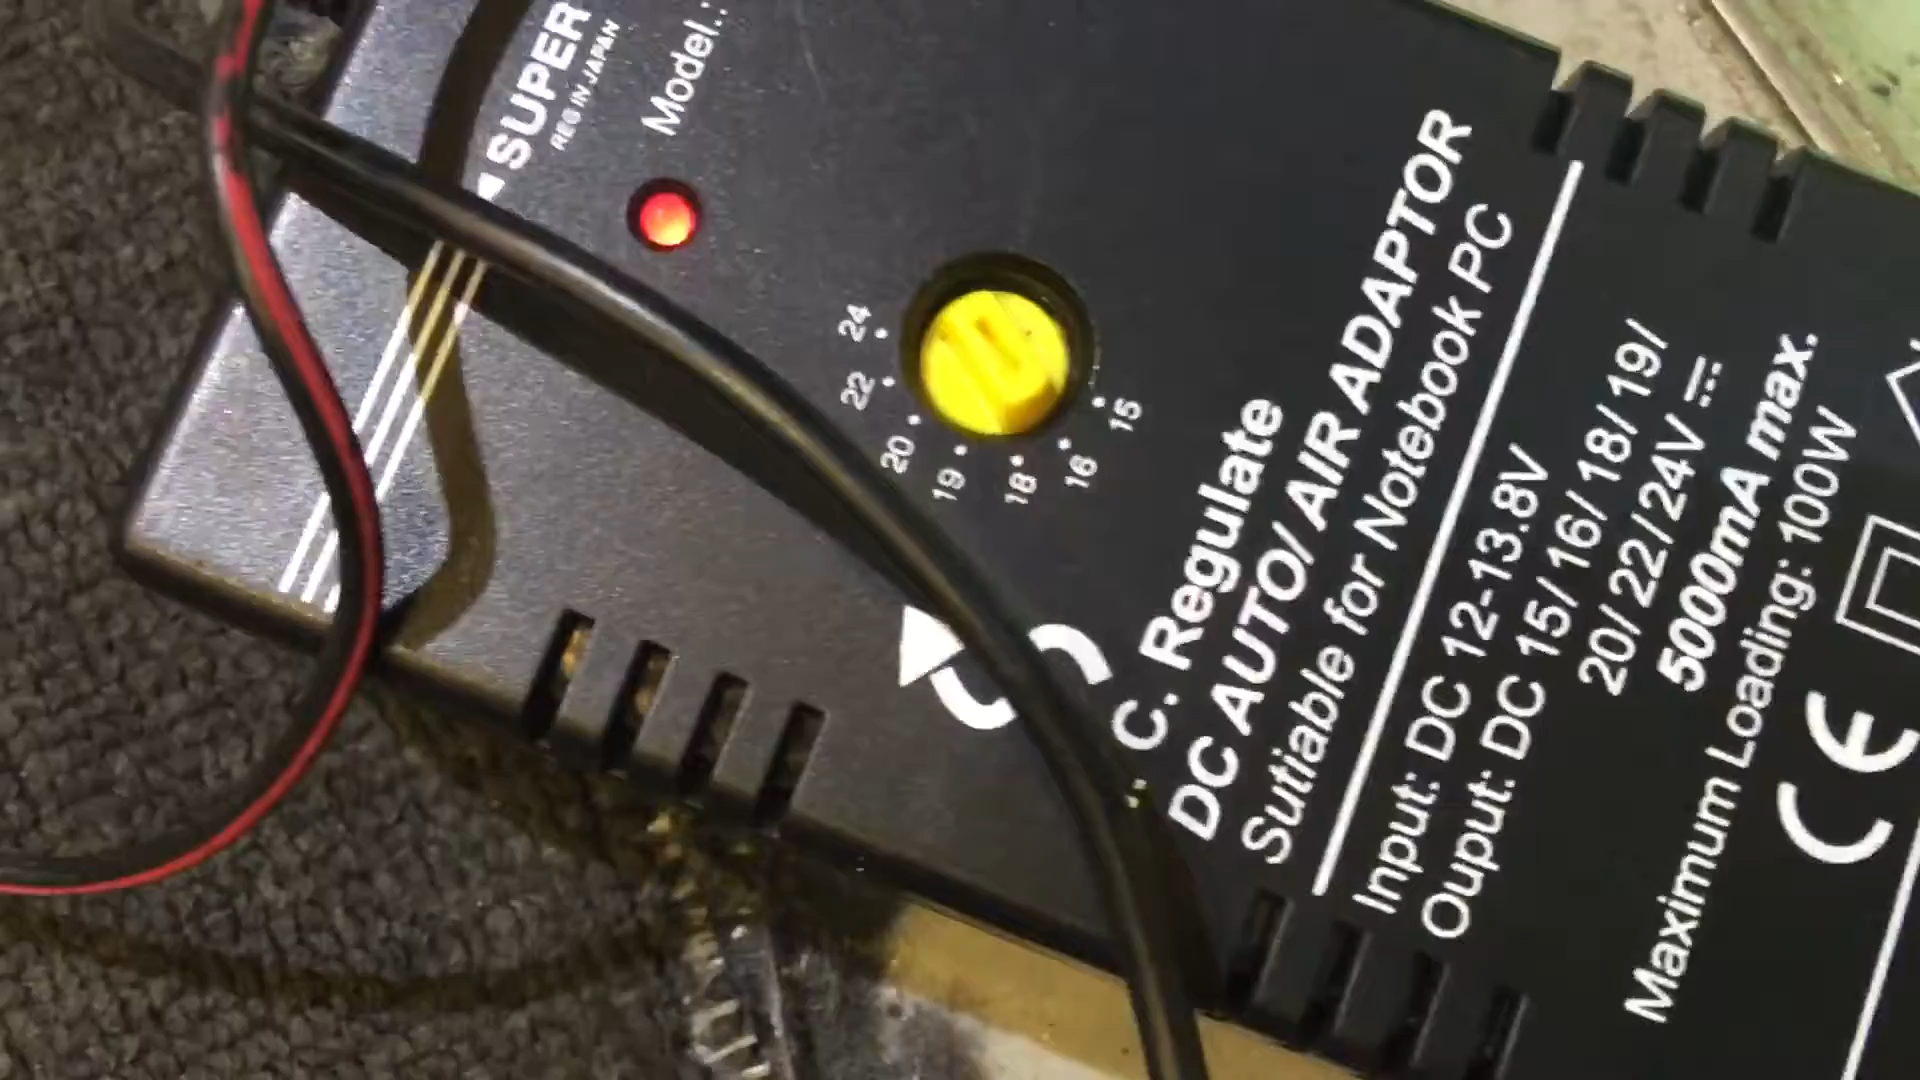 SUPER
REG IN JAPAN
Model.:
24
22
20
19
18
16
15
C. Regulate
DC AUTO/AIR ADAPTOR
Sutiable for Notebook PC
Input: DC 12-13.8V
Ouput: DC 15/16/18/19/
20/22/24V
5000mA max.
Maximum Loading: 100W
CE